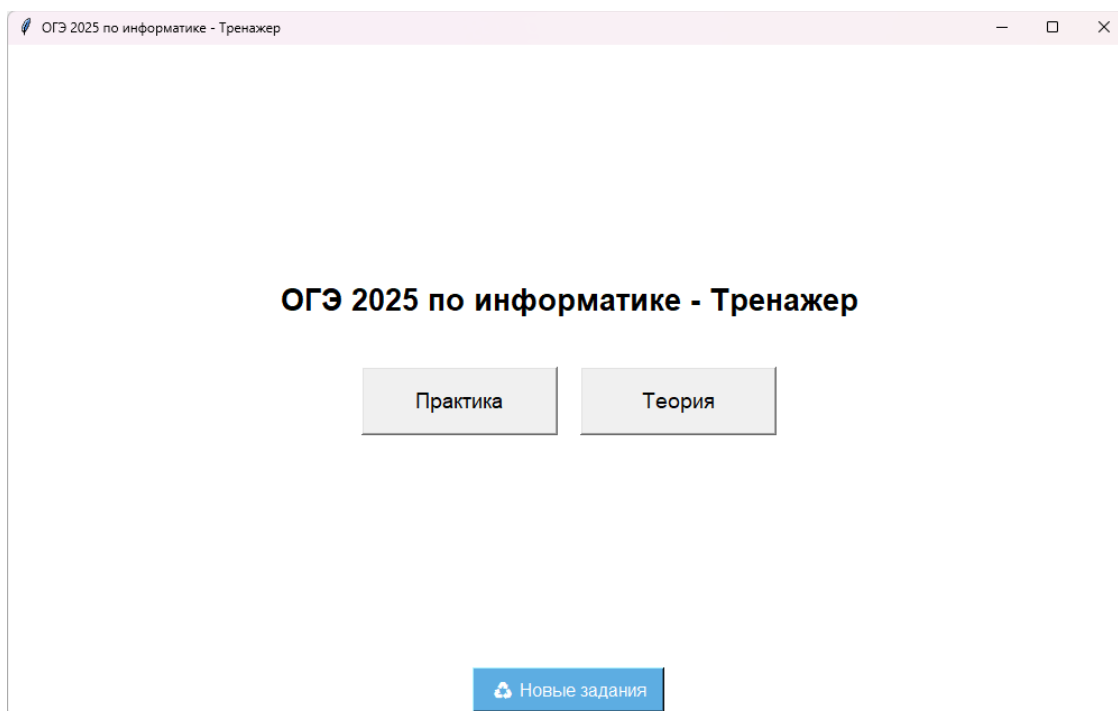 ОГЭ 2025 по информатике - Тренажер
ОГЭ 2025 по информатике - Тренажер
Практика
Теория
♻ Новые задания